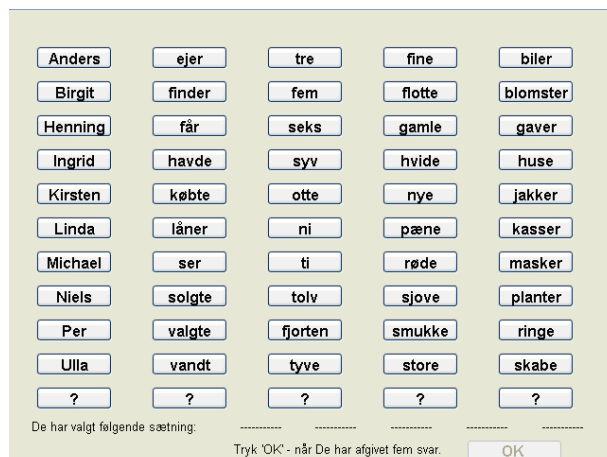 Anders ejer tre fine biler
Birgit finder fem flotte blomster
Henning får seks gamle gaver
Ingrid havde syv hvide huse
Kirsten købte otte nye jakker
Linda låner ni pæne kasser
Michael ser ti røde masker
Niels solgte tolv sjove planter
Per valgte fjorten smukke ringe
Ulla vandt tyve store skabe
? ? ? ? ?
De har valgt følgende sætning: ----------- ----------- ----------- ----------- -----------
Tryk 'OK' - når De har afgivet fem svar. OK